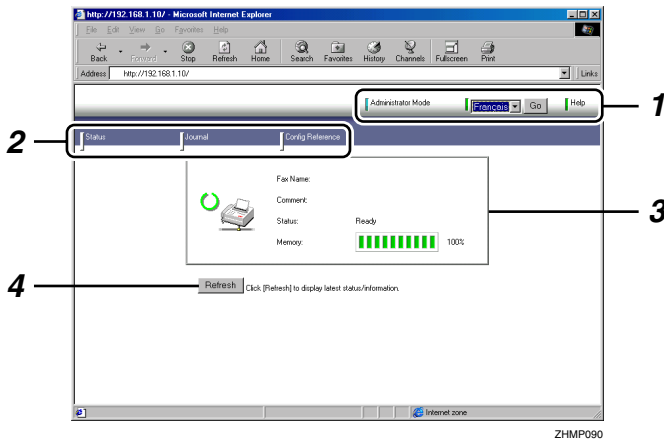 http://192.168.1.10/ - Microsoft Internet Explorer
File Edit View Go Favorites Help
Back Forward Stop Refresh Home Search Favorites History Channels Fullscreen Print
Address http://192.168.1.10/ Links
Administrator Mode Français Go Help
1
2
Status Journal Config Reference
Fax Name:
Comment:
3
Status: Ready
Memory: 100%
4
Refresh Click [Refresh] to display latest status/information.
Internet zone
ZHMP090